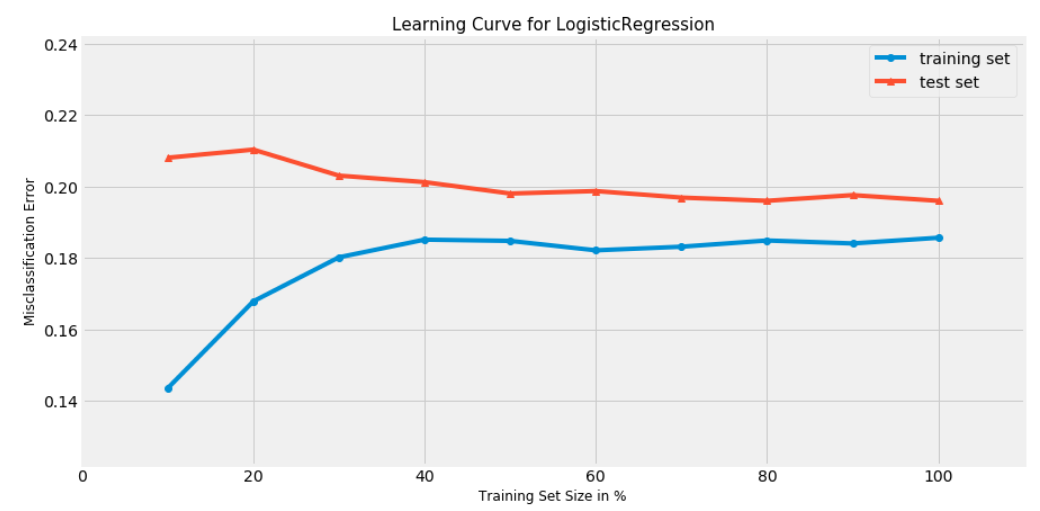 Learning Curve for LogisticRegression
0.24
0.22
0.20
0.18
0.16
0.14
Misclassification Error
training set
test set
0 20 40 60 80 100
Training Set Size in %